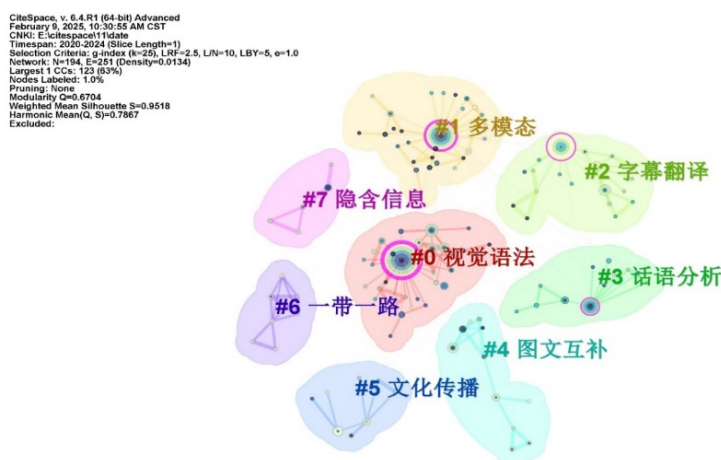 CiteSpace, v. 6.4.R1 (64-bit) Advanced
February 9, 2025, 10:30:55 AM CST
CNKI: E:\citespace\11\date
Timespan: 2020-2024 (Slice Length=1)
Selection Criteria: g-index (k=25), LRF=2.5, L/N=10, LBY=5, e=1.0
Network: N=194, E=251 (Density=0.0134)
Largest 1 CCs: 123 (63%)
Nodes Labeled: 1.0%
Pruning: None
Modularity Q=0.6704
Weighted Mean Silhouette S=0.9518
Harmonic Mean(Q, S)=0.7867
Excluded:
#1 多模态
#2 字幕翻译
#7 隐含信息
#0 视觉语法
#3 话语分析
#6 一带一路
#4 图文互补
#5 文化传播